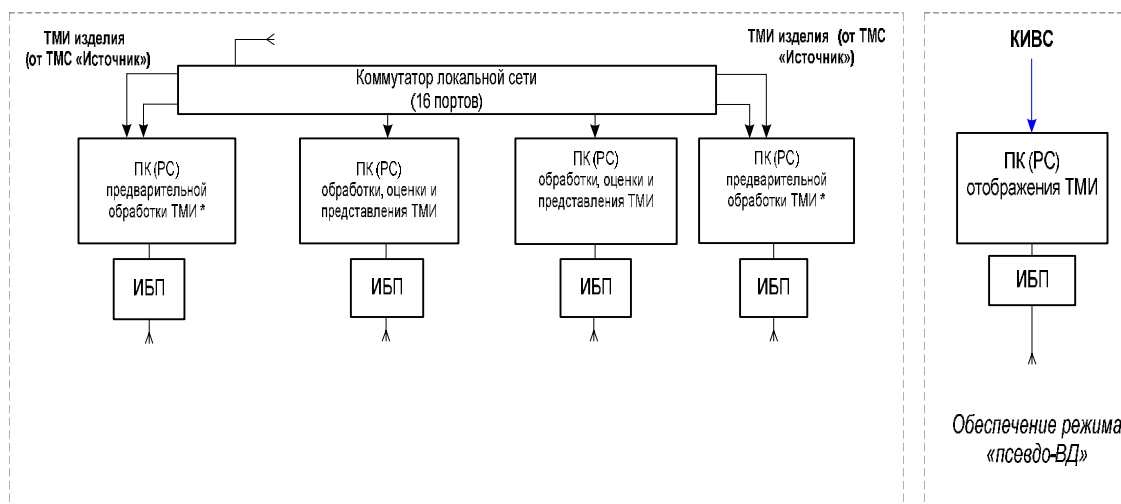 ТМИ изделия
(от ТМС «Источник»)
ТМИ изделия (от ТМС
«Источник»)
КИВС
Коммутатор локальной сети
(16 портов)
ПК (РС)
предварительной
обработки ТМИ *
ПК (РС)
обработки, оценки и
представления ТМИ
ПК (РС)
обработки, оценки и
представления ТМИ
ПК (РС)
предварительной
обработки ТМИ *
ПК (РС)
отображения ТМИ
ИБП
ИБП
ИБП
ИБП
ИБП
Обеспечение режима
«псевдо-ВД»